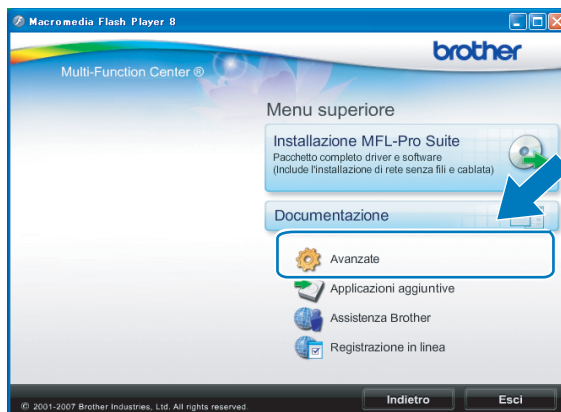 Macromedia Flash Player 8
brother
Multi-Function Center ®
Menu superiore
Installazione MFL-Pro Suite
Pacchetto completo driver e software
(Include l'installazione di rete senza fili e cablata)
Documentazione
Avanzate
Applicazioni aggiuntive
Assistenza Brother
Registrazione in linea
© 2001-2007 Brother Industries, Ltd. All rights reserved.
Indietro
Esci